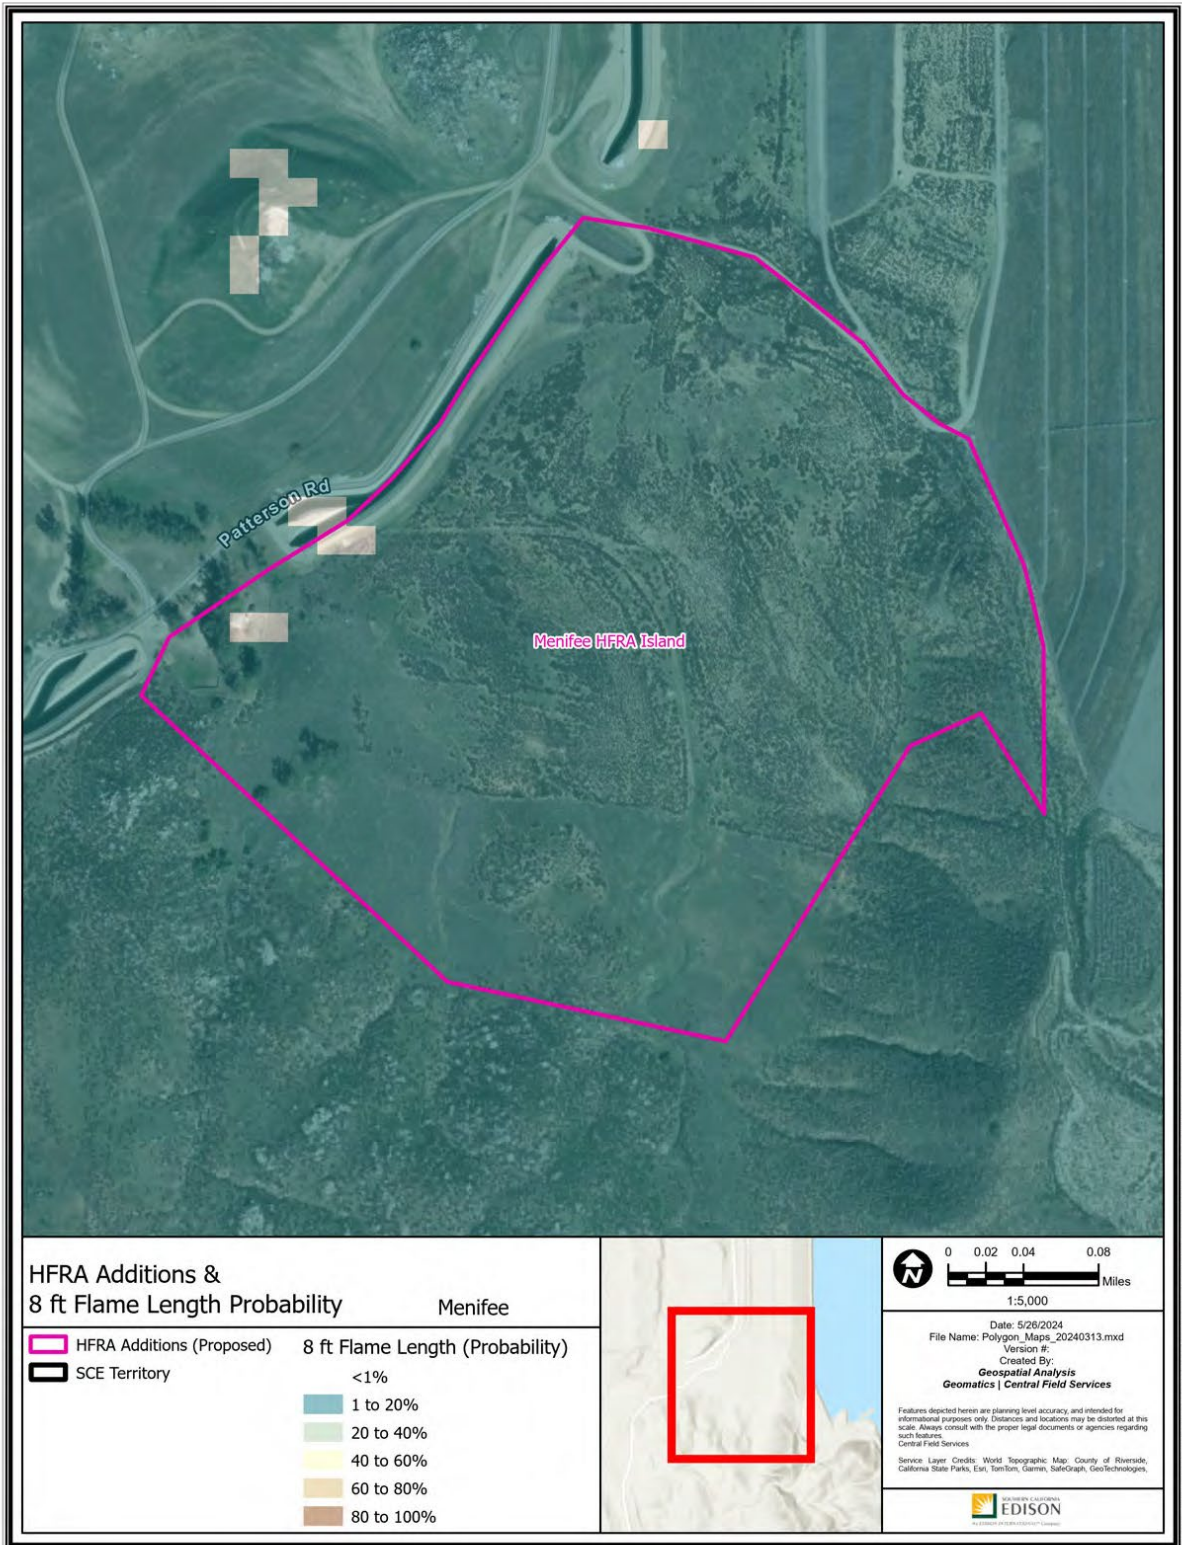 Patterson Rd
Menifee HFRA Island
HFRA Additions &
8 ft Flame Length Probability
Menifee
HFRA Additions (Proposed)
SCE Territory
8 ft Flame Length (Probability)
<1%
1 to 20%
20 to 40%
40 to 60%
60 to 80%
80 to 100%
N
0 0.02 0.04 0.08
Miles
1:5,000
Date: 5/26/2024
File Name: Polygon_Maps_20240313.mxd
Version #:
Created By:
Geospatial Analysis
Geomatics | Central Field Services
Features depicted herein are planning level accuracy, and intended for
informational purposes only. Distances and locations may be distorted at this
scale. Always consult with the proper legal documents or agencies regarding
such features.
Central Field Services
Service Layer Credits: World Topographic Map: County of Riverside,
California State Parks, Esri, TomTom, Garmin, SafeGraph, GeoTechnologies,
SOUTHERN CALIFORNIA
EDISON
An EDISON INTERNATIONAL® Company